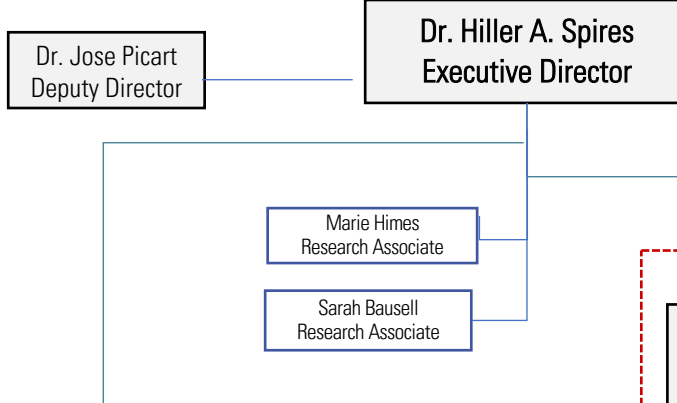 Dr. Jose Picart
Deputy Director
Dr. Hiller A. Spires
Executive Director
Marie Himes
Research Associate
Sarah Bausell
Research Associate